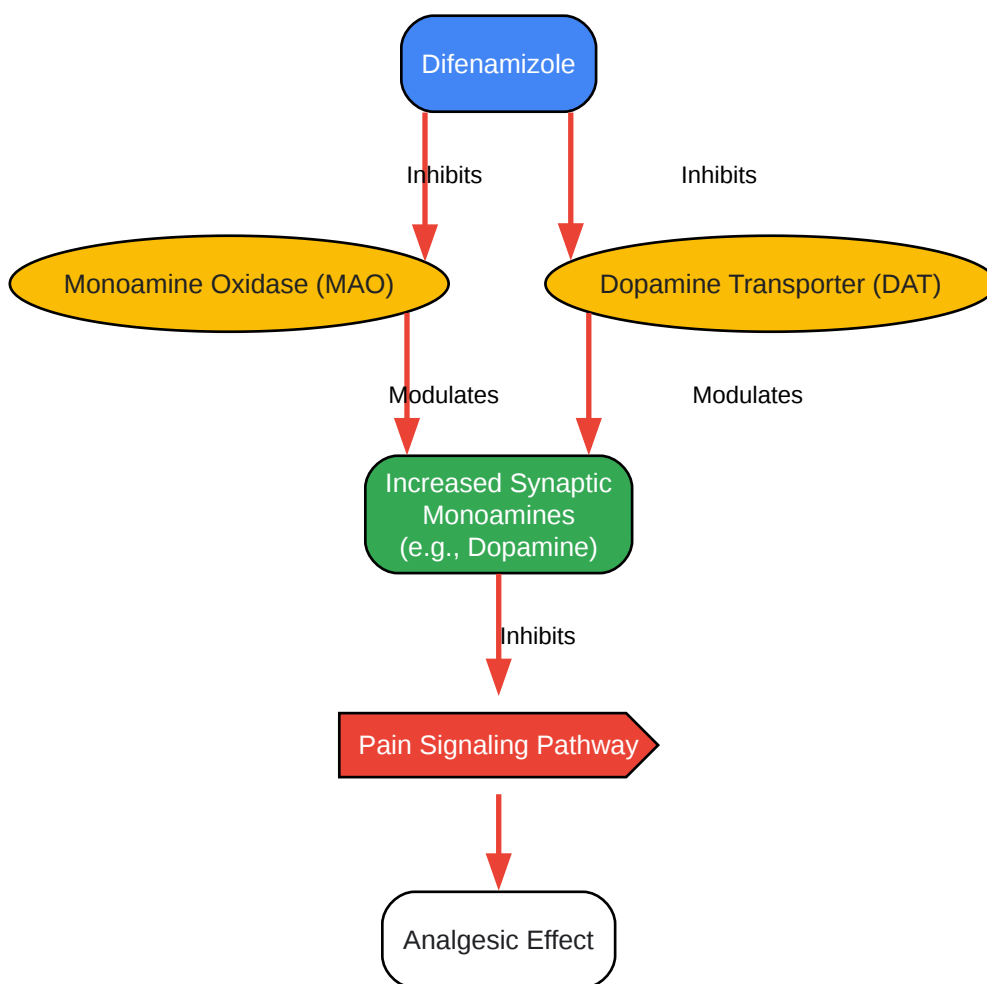 Difenamizole
Inhibits
Inhibits
Monoamine Oxidase (MAO)
Dopamine Transporter (DAT)
Modulates
Modulates
Increased Synaptic
Monoamines
(e.g., Dopamine)
Inhibits
Pain Signaling Pathway
Analgesic Effect